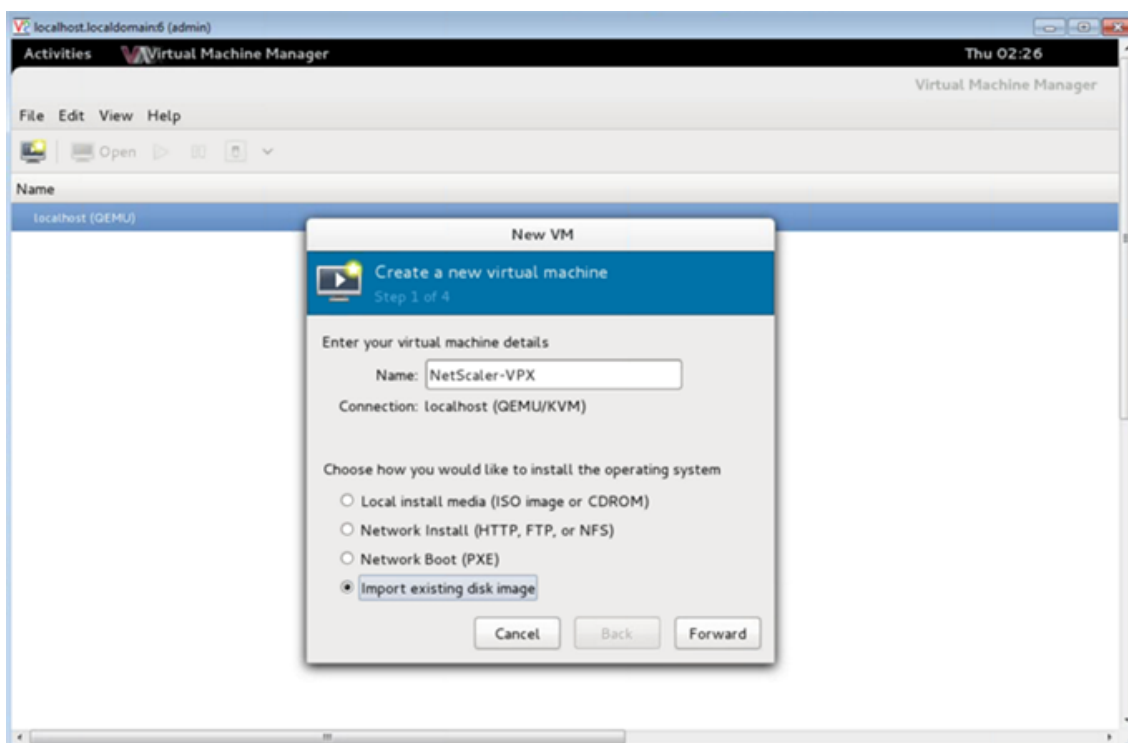 localhost.localdomain:6 (admin)
Activities Virtual Machine Manager Thu 02:26
Virtual Machine Manager
File Edit View Help
Open
Name
localhost (QEMU)
New VM
Create a new virtual machine
Step 1 of 4
Enter your virtual machine details
Name: NetScaler-VPX
Connection: localhost (QEMU/KVM)
Choose how you would like to install the operating system
Local install media (ISO image or CDROM)
Network Install (HTTP, FTP, or NFS)
Network Boot (PXE)
Import existing disk image
Cancel Back Forward